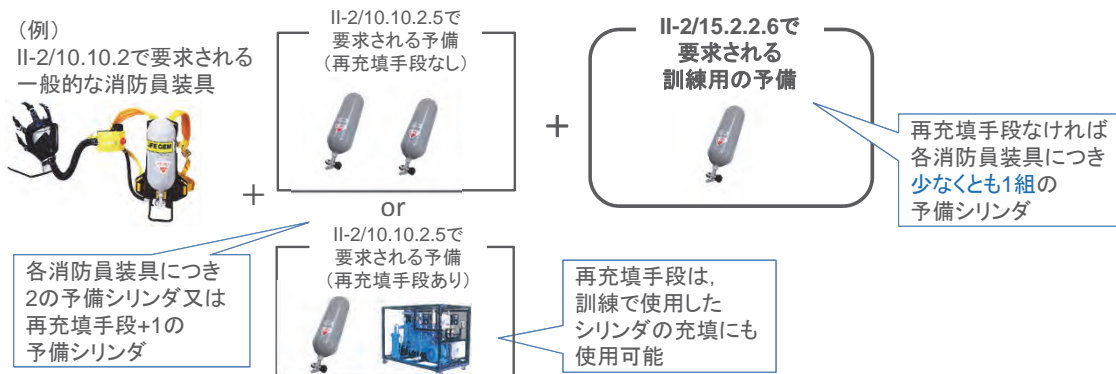 （例）
II-2/10.10.2で要求される
一般的な消防員装具
LIFE GEM
+
II-2/10.10.2.5で
要求される予備
（再充填手段なし）
or
II-2/10.10.2.5で
要求される予備
（再充填手段あり）
+
II-2/15.2.2.6で
要求される
訓練用の予備
再充填手段なければ
各消防員装具につき
少なくとも1組の
予備シリンダ
各消防員装具につき
2の予備シリンダ又は
再充填手段+1の
予備シリンダ
再充填手段は,
訓練で使用した
シリンダの充填にも
使用可能